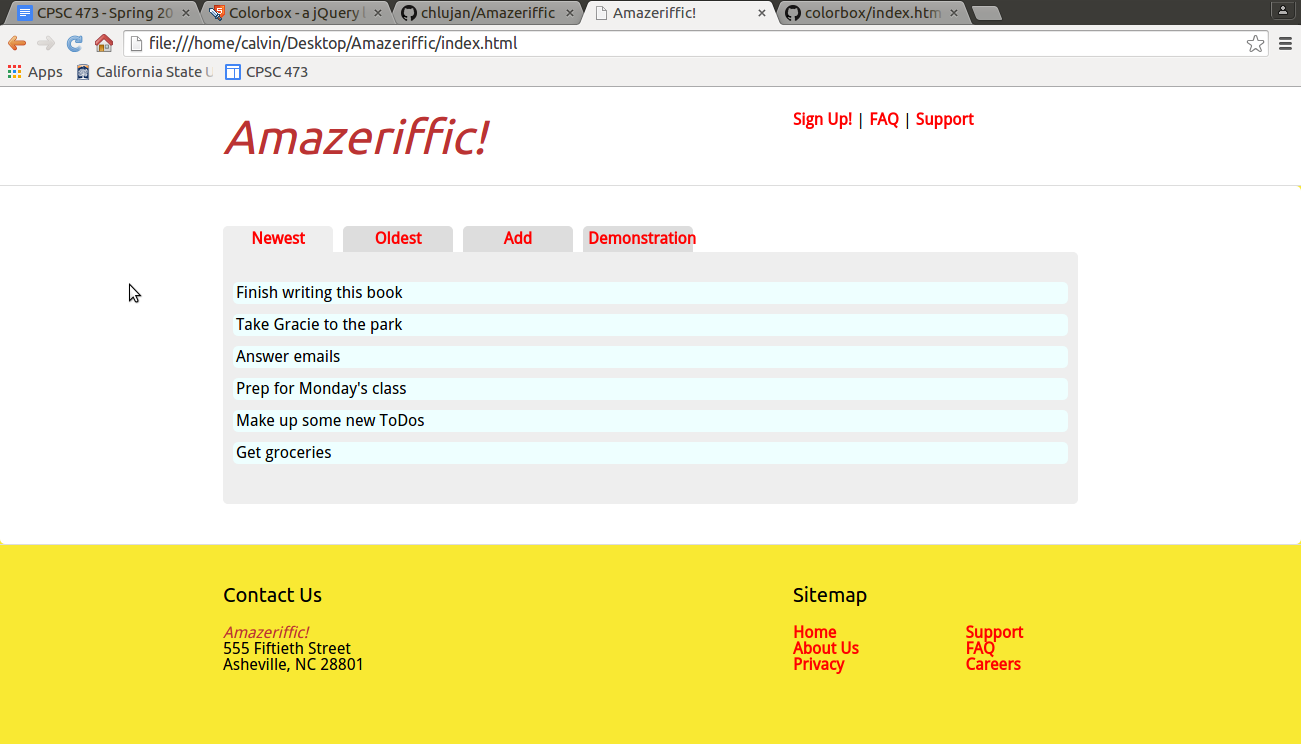 CPSC 473 - Spring 20
Colorbox - a jQuery l
chlujan/Amazeriffic
Amazeriffic!
colorbox/index.htm
file:///home/calvin/Desktop/Amazeriffic/index.html
Apps California State U CPSC 473
Amazeriffic!
Sign Up! | FAQ | Support
Newest Oldest Add Demonstration
Finish writing this book
Take Gracie to the park
Answer emails
Prep for Monday's class
Make up some new ToDos
Get groceries
Contact Us
Amazeriffic!
555 Fiftieth Street
Asheville, NC 28801
Sitemap
Home
About Us
Privacy
Support
FAQ
Careers